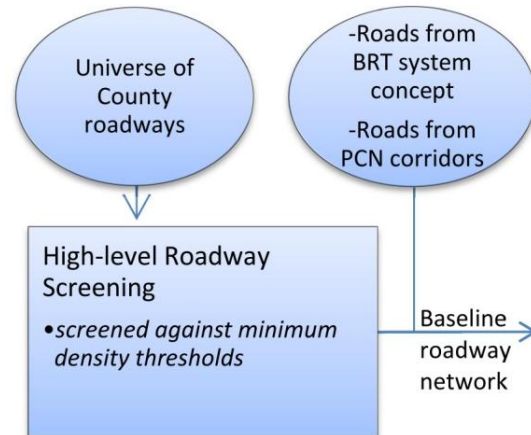 Universe of
County
roadways
-Roads from
BRT system
concept
-Roads from
PCN corridors
High-level Roadway
Screening
•screened against minimum
density thresholds
Baseline
roadway
network